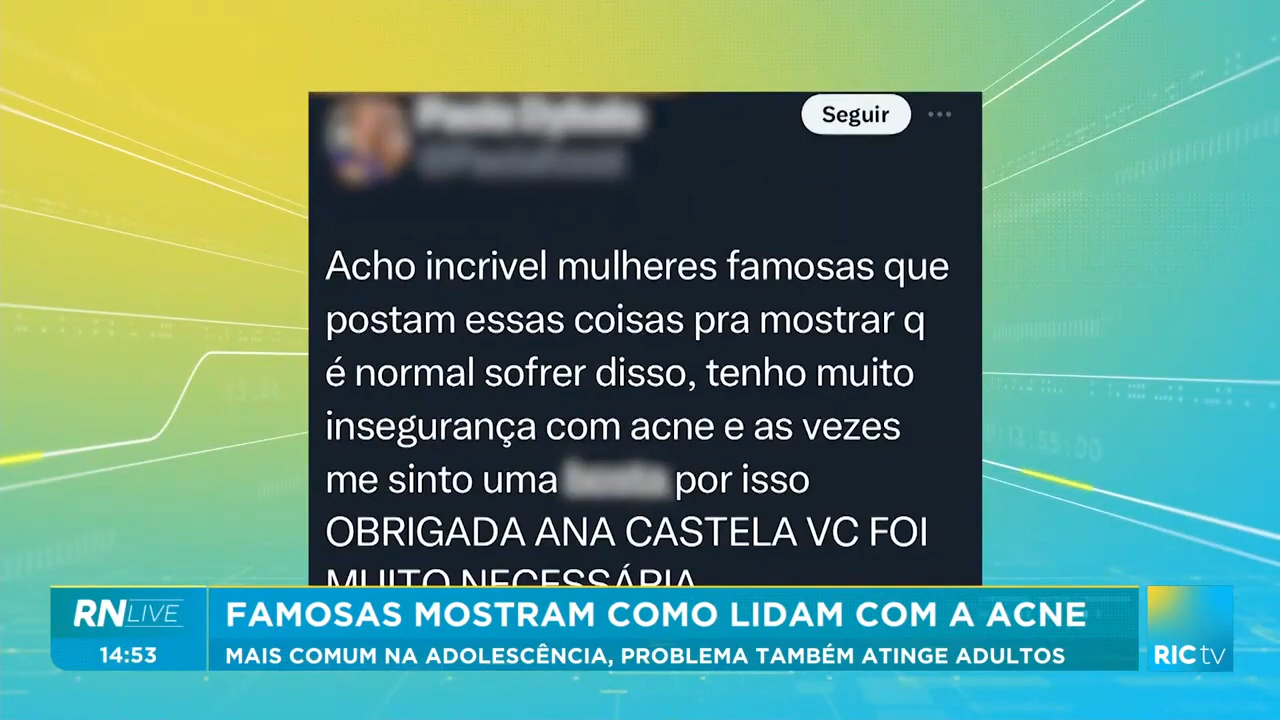 Seguir
Acho incrivel mulheres famosas que
postam essas coisas pra mostrar q
é normal sofrer disso, tenho muito
insegurança com acne e as vezes
me sinto uma por isso
OBRIGADA ANA CASTELA VC FOI
MUITO NECESSÁRIA
RN LIVE
FAMOSAS MOSTRAM COMO LIDAM COM A ACNE
14:53
MAIS COMUM NA ADOLESCÊNCIA, PROBLEMA TAMBÉM ATINGE ADULTOS
RIC tv